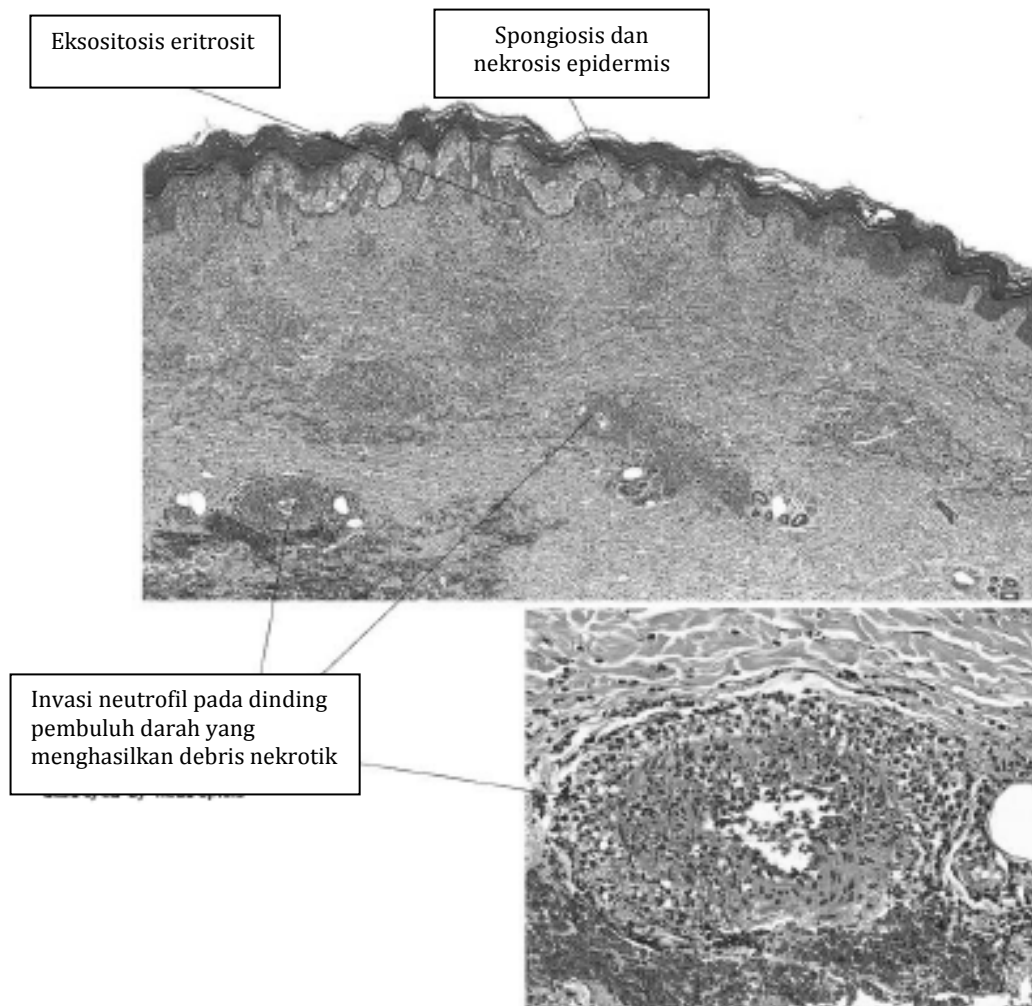 Eksositosis eritrosit
Spongiosis dan
nekrosis epidermis
Invasi neutrofil pada dinding
pembuluh darah yang
menghasilkan debris nekrotik